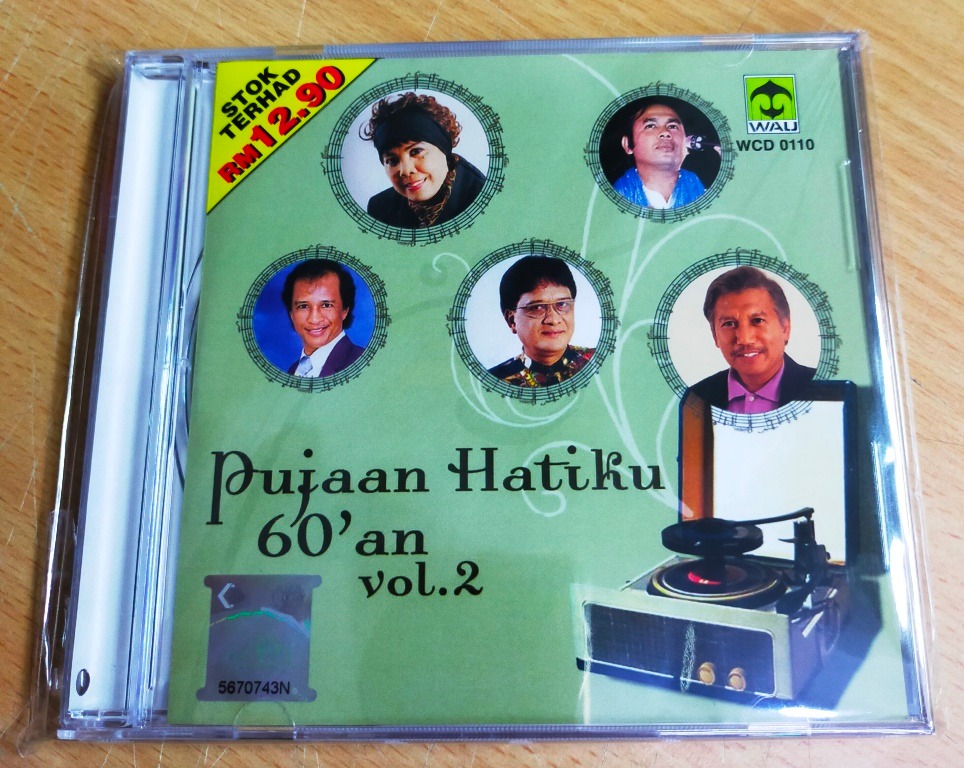 STOK
TERHAD
RM12.90
WAU
WCD 0110
Pujaan Hatiku
60'an
vol.2
5670743N